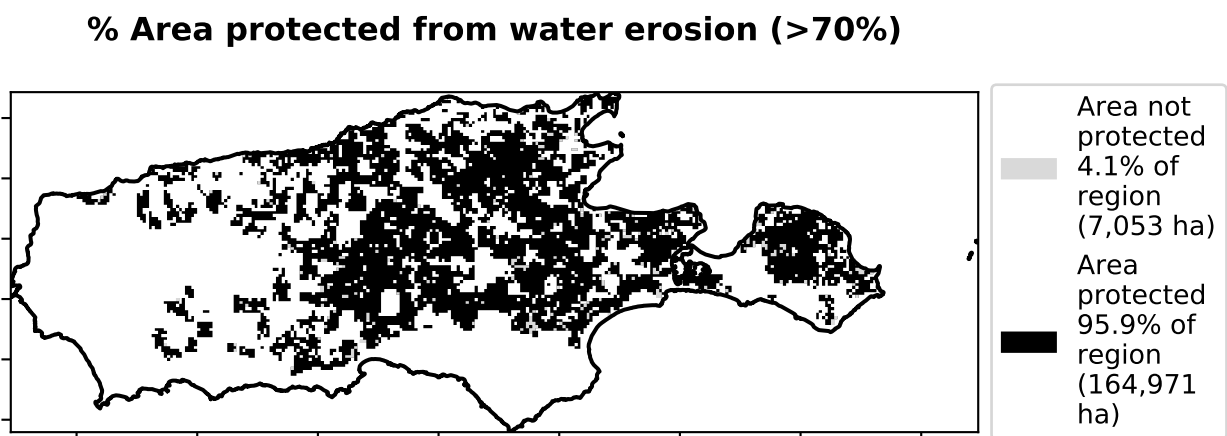 % Area protected from water erosion (>70%)
Area not
protected
4.1% of
region
(7,053 ha)
Area
protected
95.9% of
region
(164,971
ha)